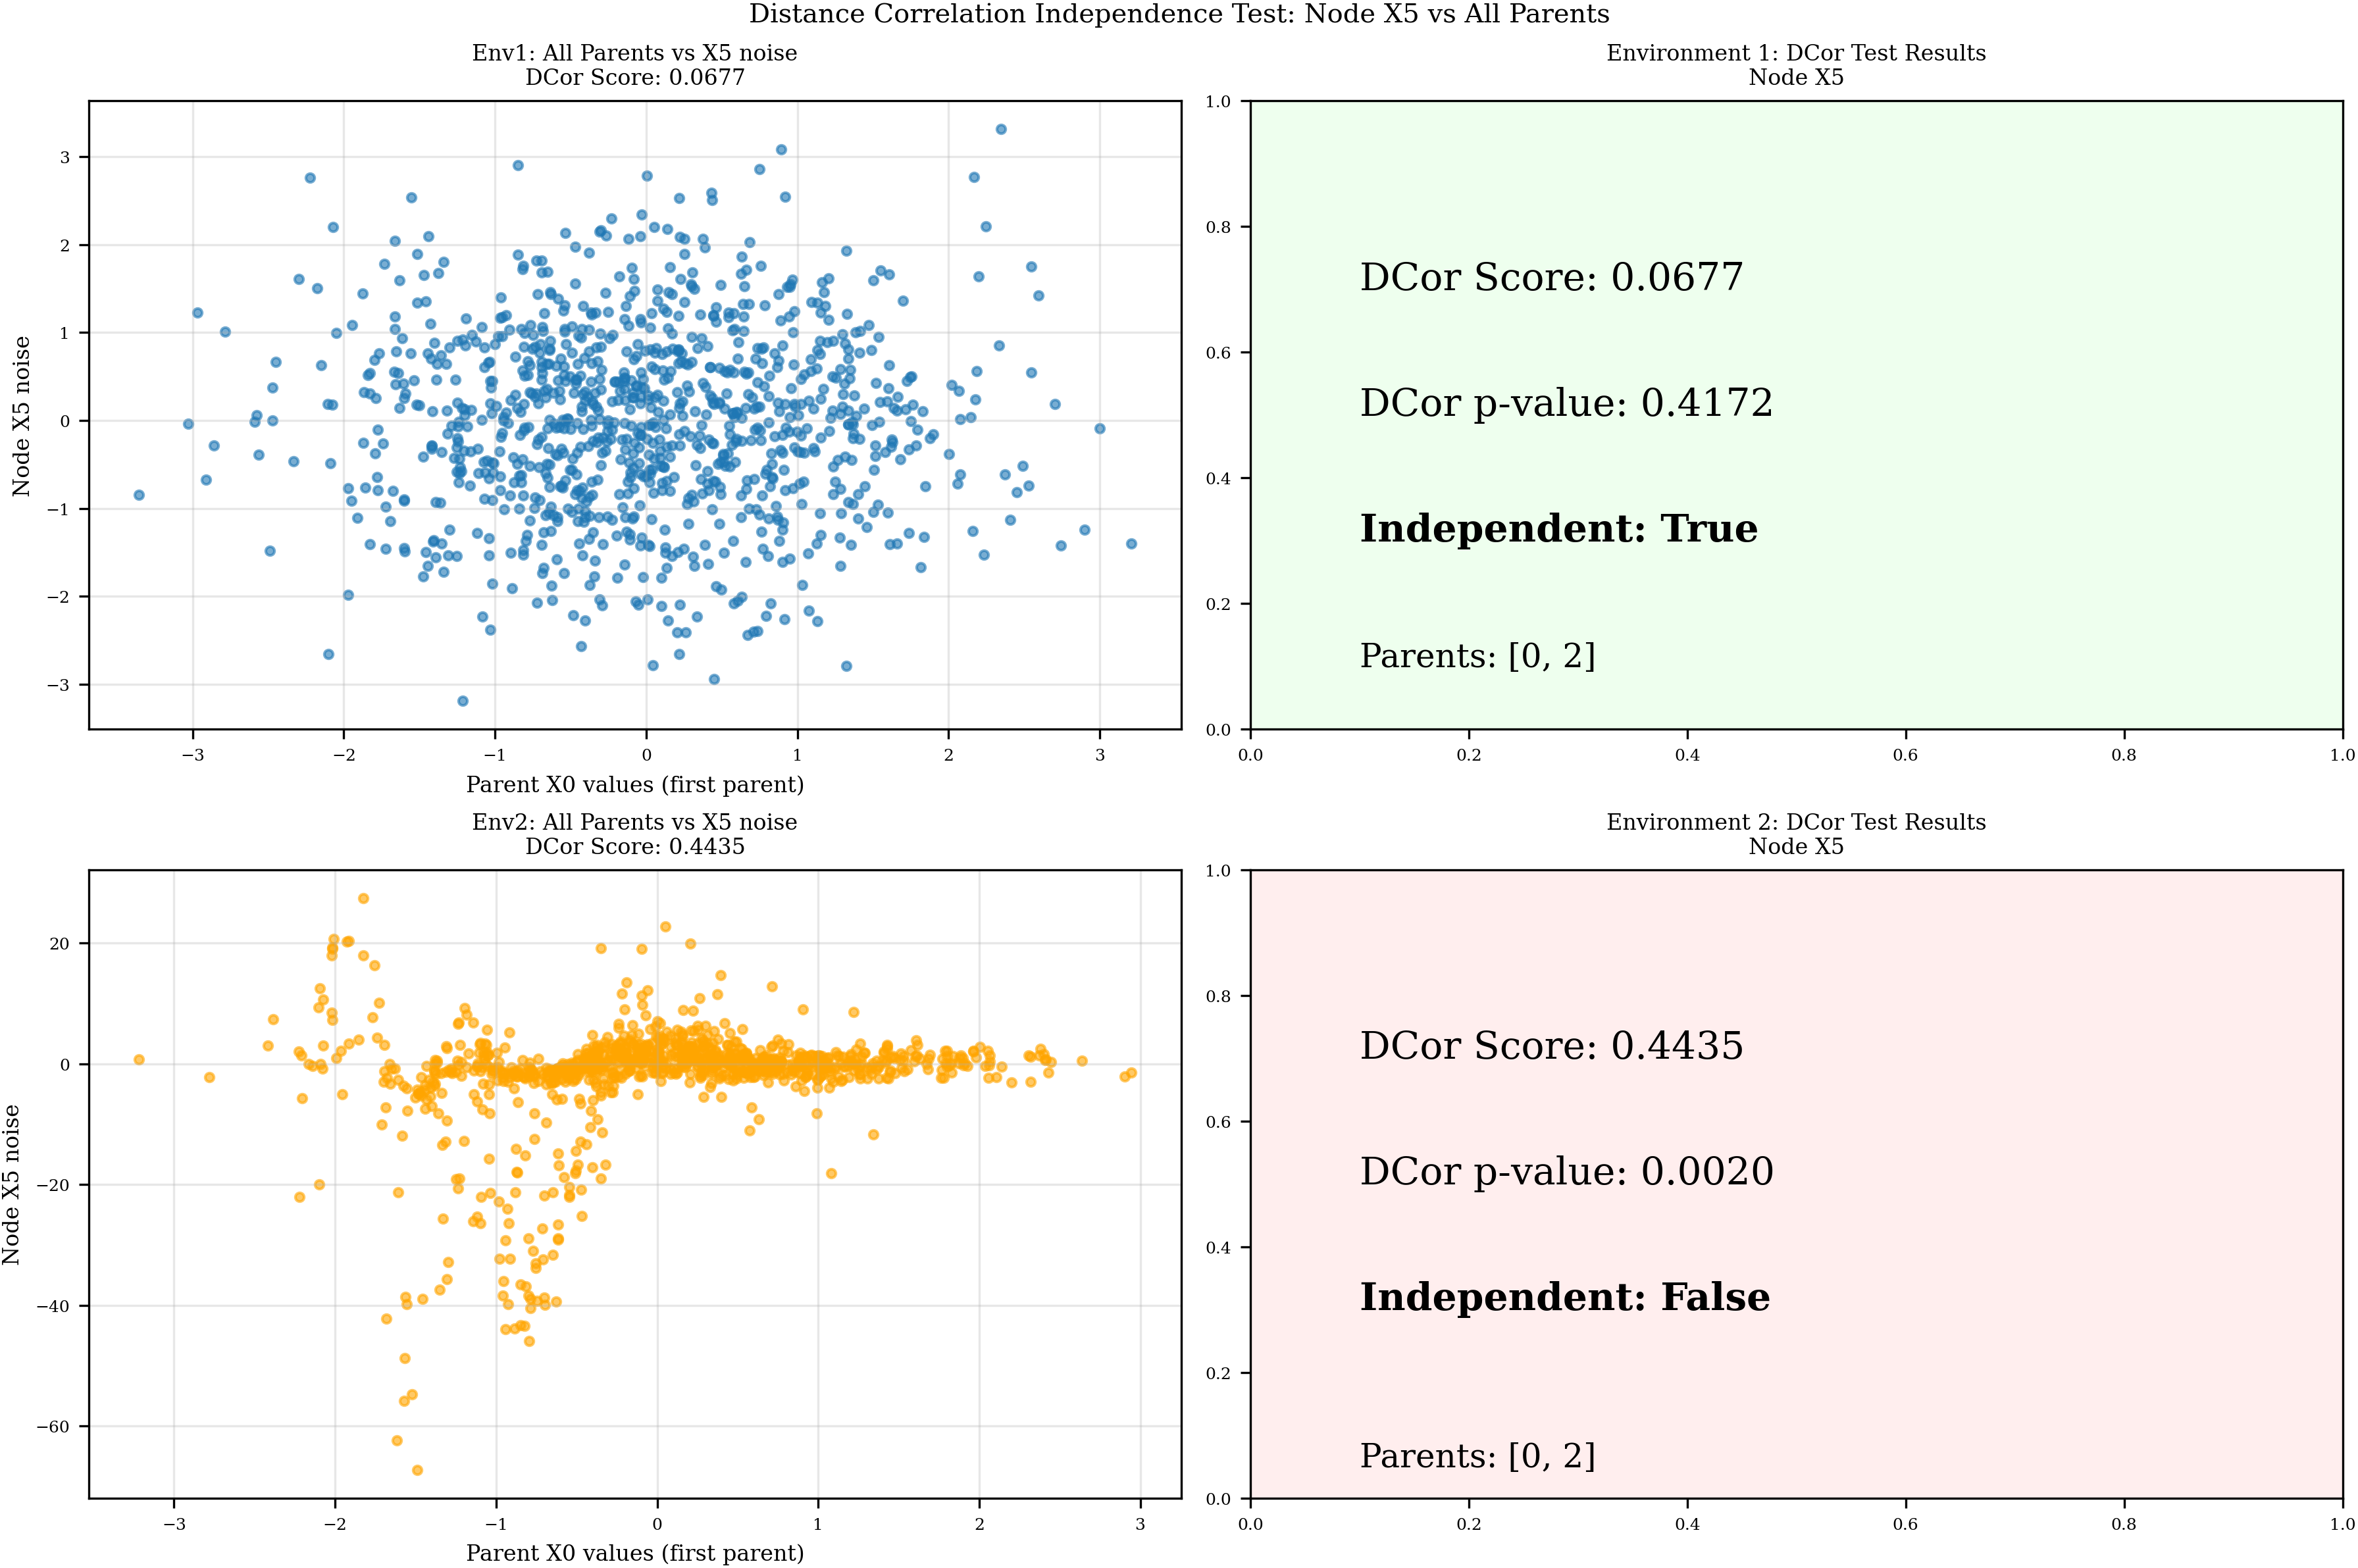 Distance Correlation Independence Test: Node X5 vs All Parents
Env1: All Parents vs X5 noise
DCor Score: 0.0677
Node X5 noise
3
2
1
0
−1
−2
−3
−3
−2
−1
0
1
2
3
Parent X0 values (first parent)
Environment 1: DCor Test Results
Node X5
1.0
0.8
0.6
0.4
0.2
0.0
DCor Score: 0.0677
DCor p-value: 0.4172
Independent: True
Parents: [0, 2]
0.0
0.2
0.4
0.6
0.8
1.0
Env2: All Parents vs X5 noise
DCor Score: 0.4435
Node X5 noise
20
0
−20
−40
−60
−3
−2
−1
0
1
2
3
Parent X0 values (first parent)
Environment 2: DCor Test Results
Node X5
1.0
0.8
0.6
0.4
0.2
0.0
DCor Score: 0.4435
DCor p-value: 0.0020
Independent: False
Parents: [0, 2]
0.0
0.2
0.4
0.6
0.8
1.0